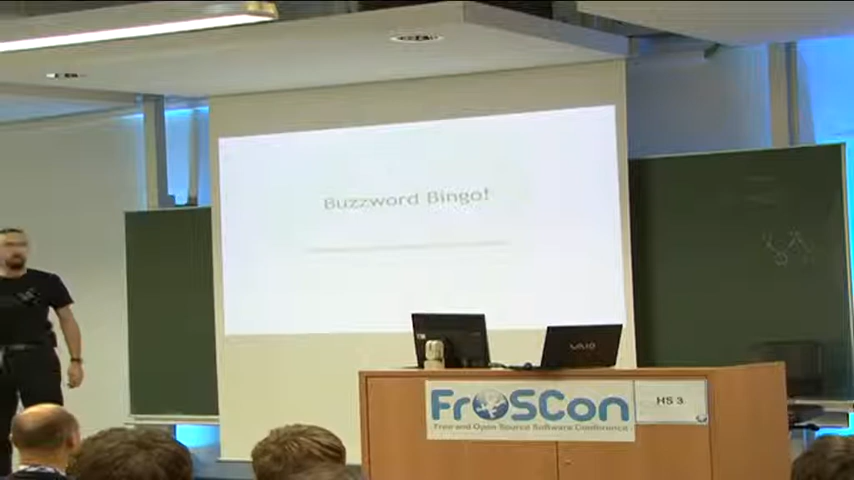 Buzzword Bingo!
VAIO
FrOSCon
Free and Open Source Software Conference
HS 3